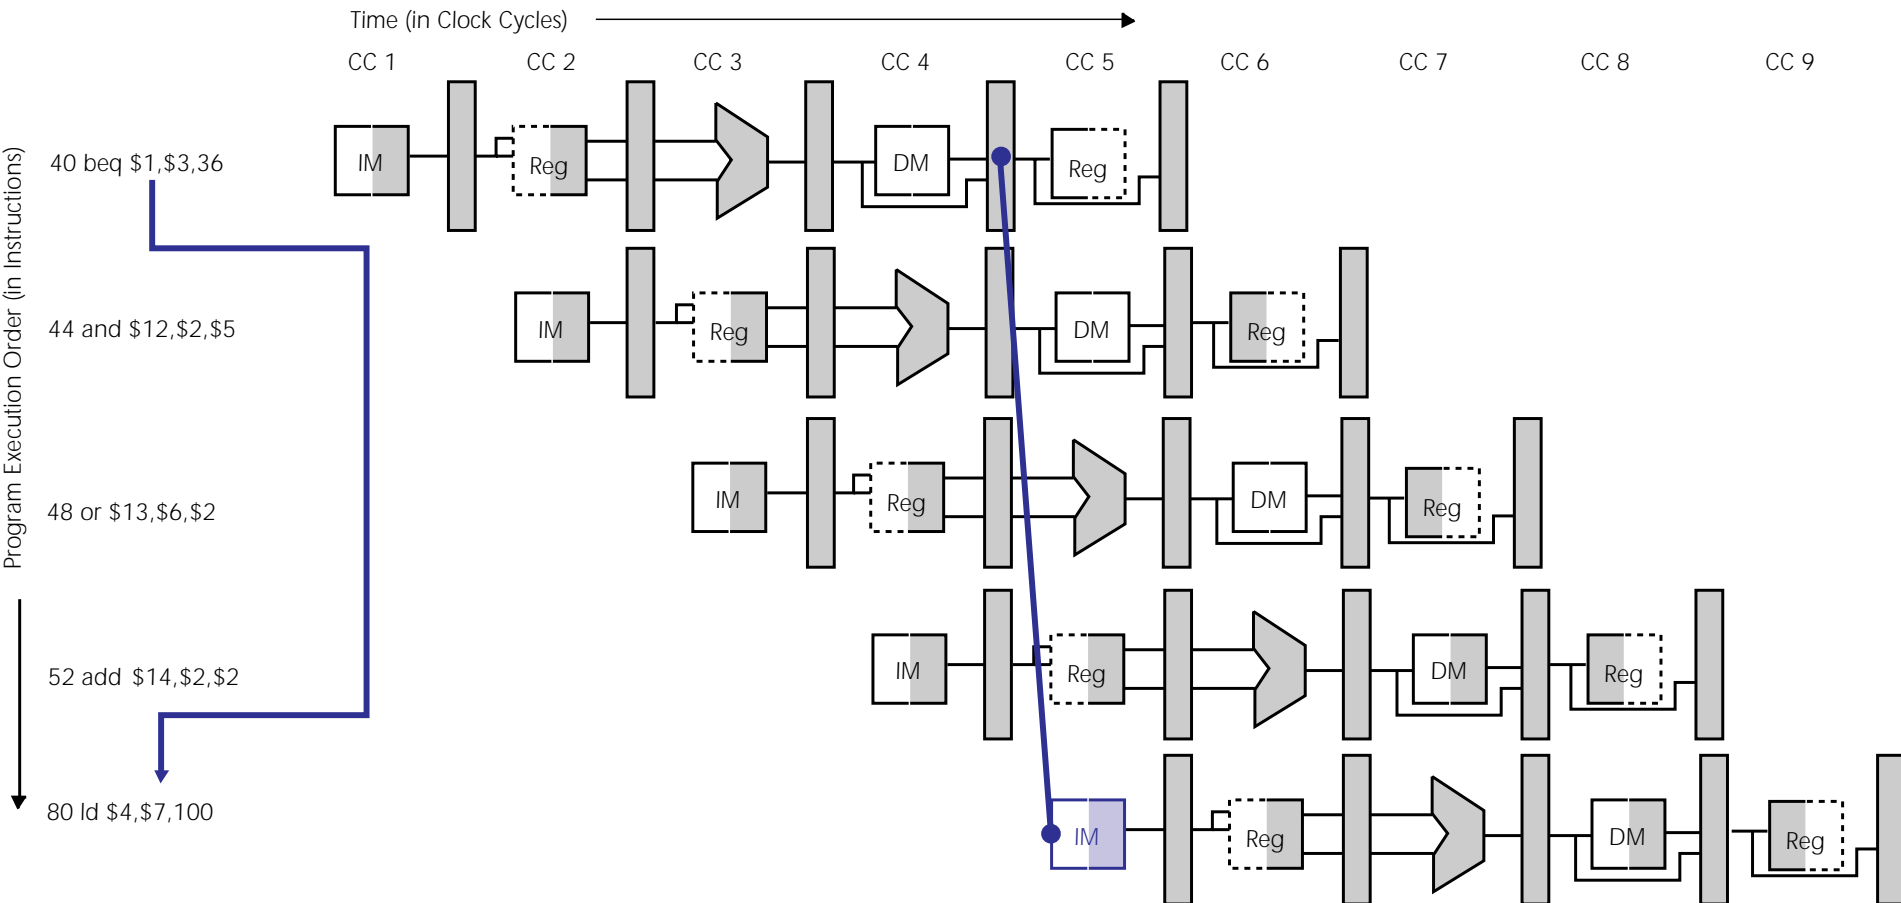 Time (in Clock Cycles)
CC 1 CC 2 CC 3 CC 4 CC 5 CC 6 CC 7 CC 8 CC 9
Program Execution Order (in Instructions)
40 beq $1,$3,36 IM Reg DM Reg
44 and $12,$2,$5 IM Reg DM Reg
48 or $13,$6,$2 IM Reg DM Reg
52 add $14,$2,$2 IM Reg DM Reg
80 ld $4,$7,100 IM Reg DM Reg